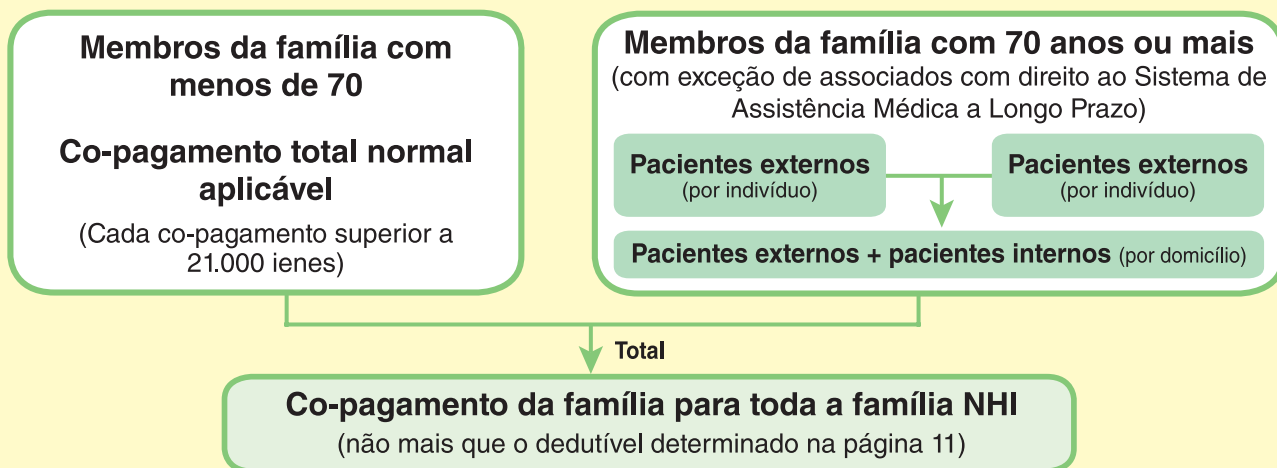 Membros da família com
menos de 70
Co-pagamento total normal
aplicável
(Cada co-pagamento superior a
21.000 ienes)
Membros da família com 70 anos ou mais
(com exceção de associados com direito ao Sistema de
Assistência Médica a Longo Prazo)
Pacientes externos
(por indivíduo)
Pacientes externos
(por indivíduo)
Pacientes externos + pacientes internos (por domicílio)
Total
Co-pagamento da família para toda a família NHI
(não mais que o dedutível determinado na página 11)